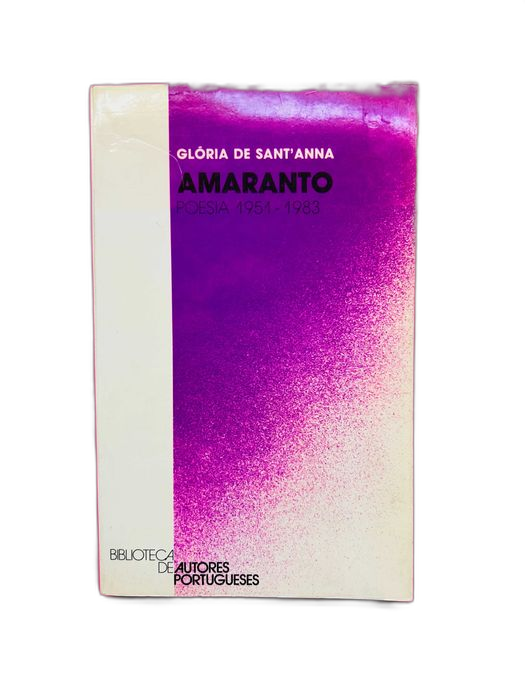 GLÓRIA DE SANT'ANNA
AMARANTO
POESIA 1951-1983
BIBLIOTECA
DE AUTORES
PORTUGUESES